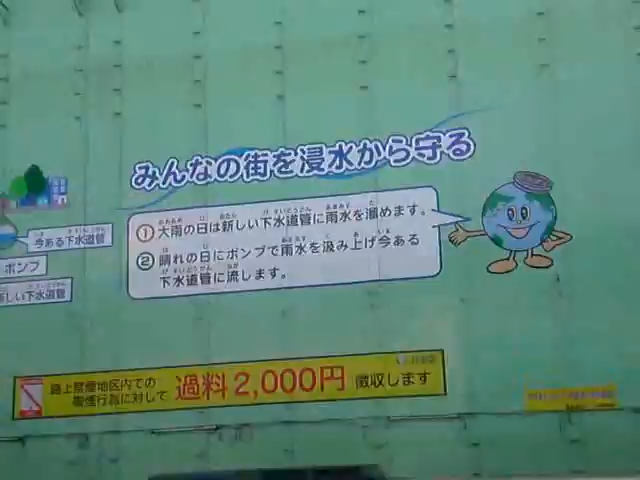 みんなの街を浸水から守る
①大雨の日は新しい下水道管に雨水を溜めます。
②晴れの日にポンプで雨水を汲み上げ今ある
下水道管に流します。
今ある下水道管
ポンプ
新しい下水道管
路上禁煙地区内での
喫煙行為に対して
過料2,000円 徴収します